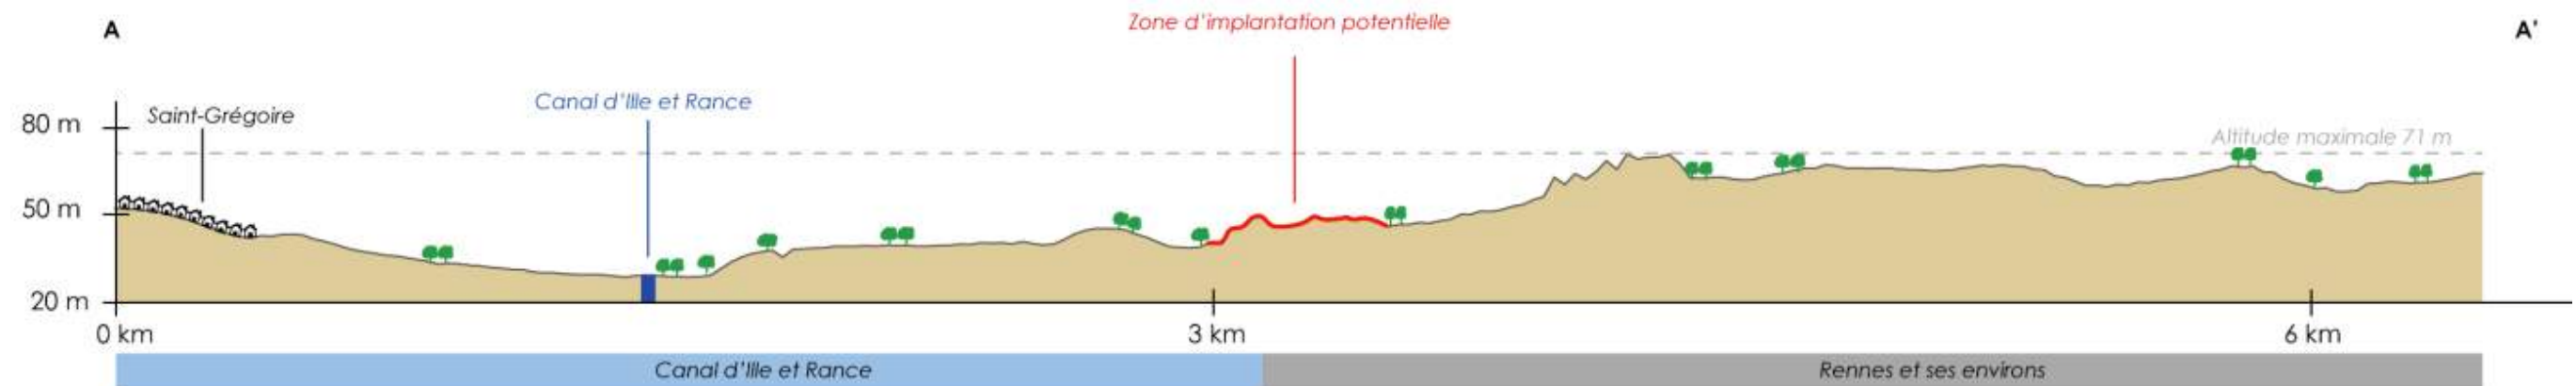 Zone d'implantation potentielle
A
A'
Canal d'Ille et Rance
Saint-Grégoire
80 m
Altitude maximale 71 m
50 m
20 m
0 km
3 km
6 km
Canal d'Ille et Rance
Rennes et ses environs